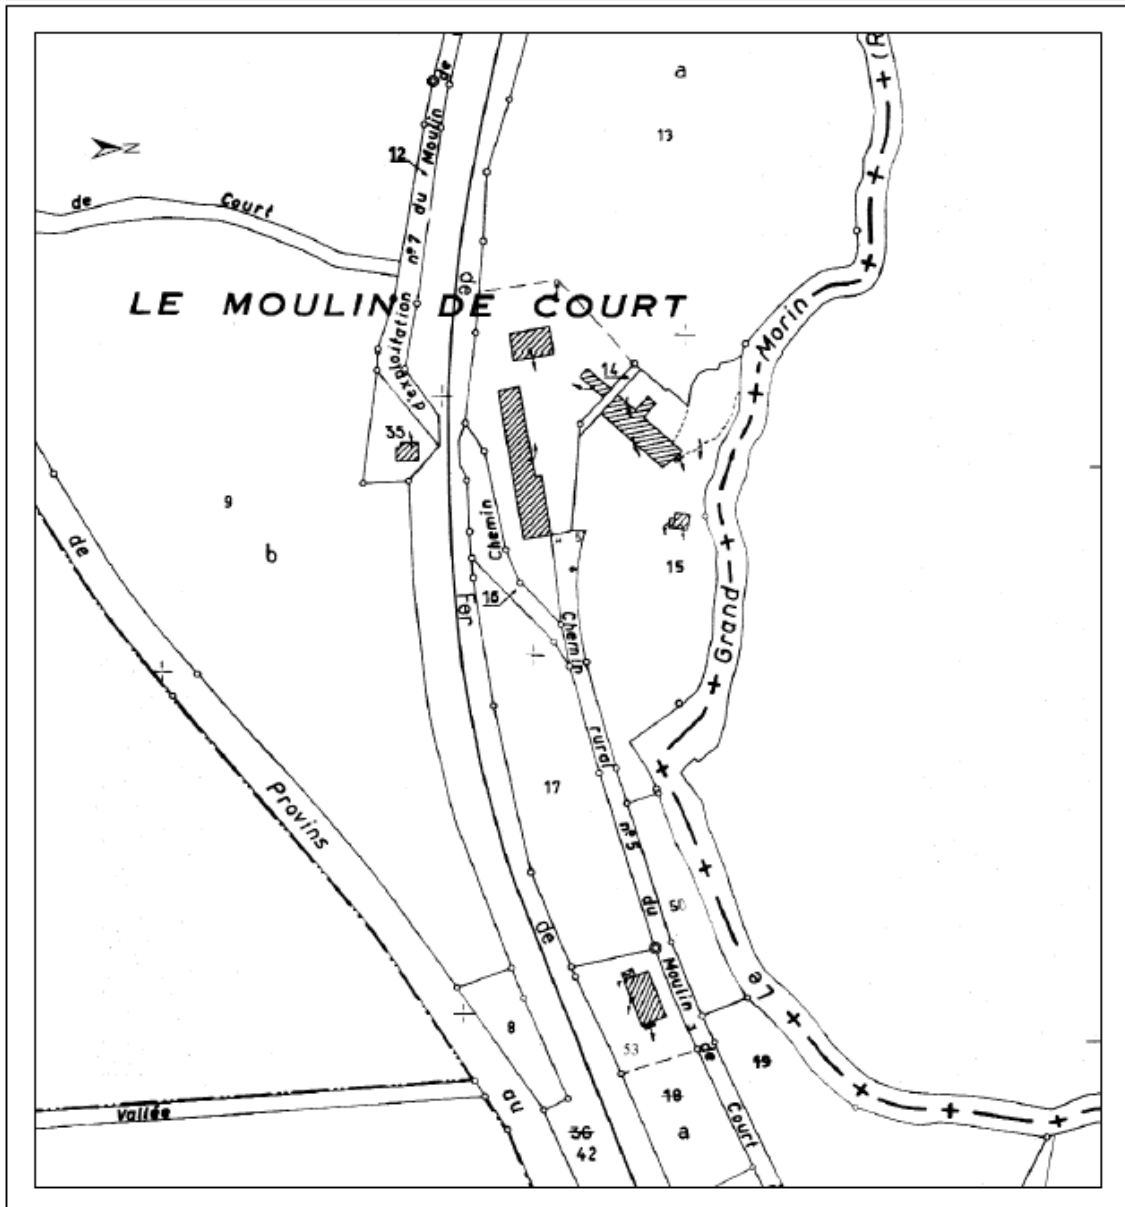 (R
a
13
de
12
n°7 du Moulin
d'exploitation
N
de
Court
de
LE MOULIN DE COURT
Morin
14
35
9
b
de
Chemin
16
Fer
15
Chemin
Grand
rural
17
Provins
n°5
50
du
de
Moulin
Le
8
53
3
de
19
18
au
Vallée
Court
36
a
42